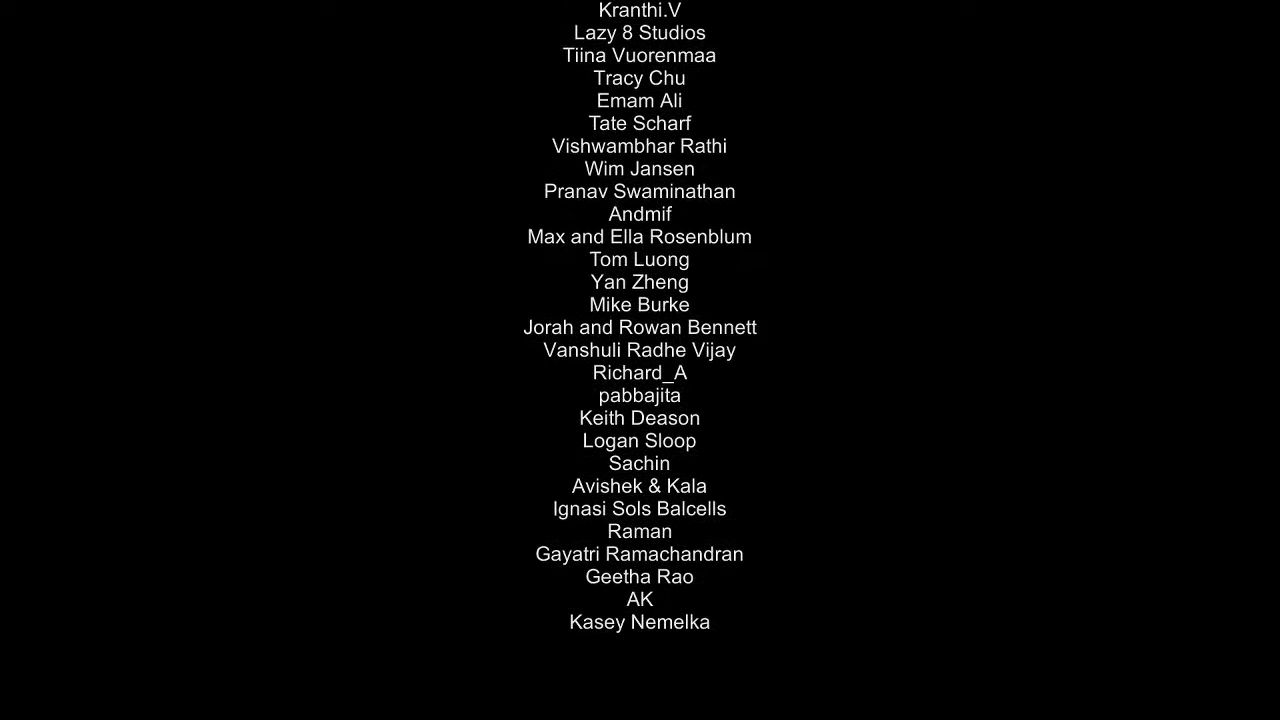 Kranthi.V
Lazy 8 Studios
Tiina Vuorenmaa
Tracy Chu
Emam Ali
Tate Scharf
Vishwambhar Rathi
Wim Jansen
Pranav Swaminathan
Andmif
Max and Ella Rosenblum
Tom Luong
Yan Zheng
Mike Burke
Jorah and Rowan Bennett
Vanshuli Radhe Vijay
Richard_A
pabbajita
Keith Deason
Logan Sloop
Sachin
Avishek & Kala
Ignasi Sols Balcells
Raman
Gayatri Ramachandran
Geetha Rao
AK
Kasey Nemelka